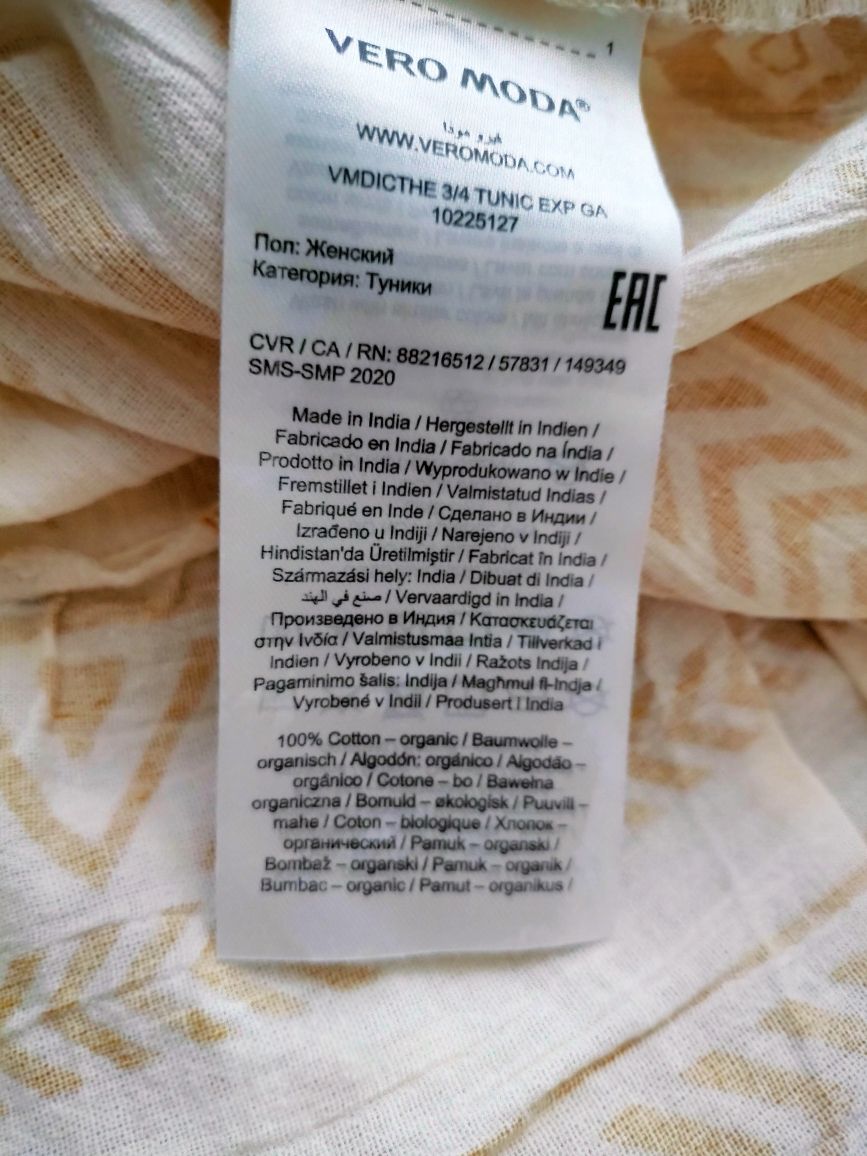 1
VERO MODA®
ڤيرو مودا
WWW.VEROMODA.COM
VMDICTHE 3/4 TUNIC EXP GA
10225127
Пол: Женский
Категория: Туники
EAC
CVR / CA / RN: 88216512 / 57831 / 149349
SMS-SMP 2020
Made in India / Hergestellt in Indien /
Fabricado en India / Fabricado na Índia /
Prodotto in India / Wyprodukowano w Indie /
Fremstillet i Indien / Valmistatud Indias /
Fabriqué en Inde / Сделано в Индии /
Izrađeno u Indiji / Narejeno v Indiji /
Hindistan'da Üretilmiştir / Fabricat în India /
Származási hely: India / Dibuat di India /
صنع في الهند / Vervaardigd in India /
Произведено в Индия / Κατασκευάζεται
στην Ινδία / Valmistusmaa Intia / Tillverkad i
Indien / Vyrobeno v Indii / Ražots Indija /
Pagaminimo šalis: Indija / Magħmul fl-Indja /
Vyrobené v Indii / Produsert i India
100% Cotton – organic / Baumwolle –
organisch / Algodón: orgánico / Algodão –
orgânico / Cotone – bo / Bawełna
organiczna / Bomuld – økologisk / Puuvill –
mahe / Coton – biologique / Хлопок –
органический / Pamuk – organski /
Bombaž – organski / Pamuk – organik /
Bumbac – organic / Pamut – organikus /